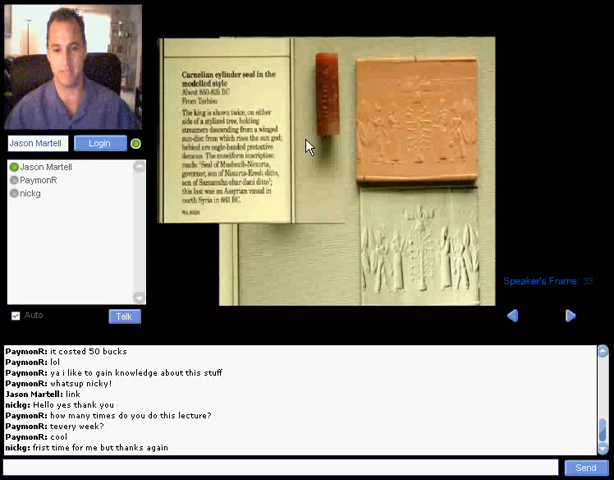 Carnelian cylinder seal in the
modelled style
About 850-825 BC
From Tarbisu
The king is shown twice, on either
side of a stylized tree, holding
streamers descending from a winged
sun-disc from which rises the sun god;
behind are eagle-headed protective
demons. The cuneiform inscription
reads: 'Seal of Mushezib-Ninurta,
governor, son of Ninurta-Eresh ditto,
son of Samanuha-shar-ilani ditto';
this last was an Assyrian vassal in
north Syria in 883 BC.
Jason Martell
Login
Jason Martell
PaymonR
nickg
Auto
Talk
Speaker's Frame: 33
PaymonR: it costed 50 bucks
PaymonR: lol
PaymonR: ya i like to gain knowledge about this stuff
PaymonR: whatsup nicky!
Jason Martell: link
nickg: Hello yes thank you
PaymonR: how many times do you do this lecture?
PaymonR: tevery week?
PaymonR: cool
nickg: frist time for me but thanks again
Send